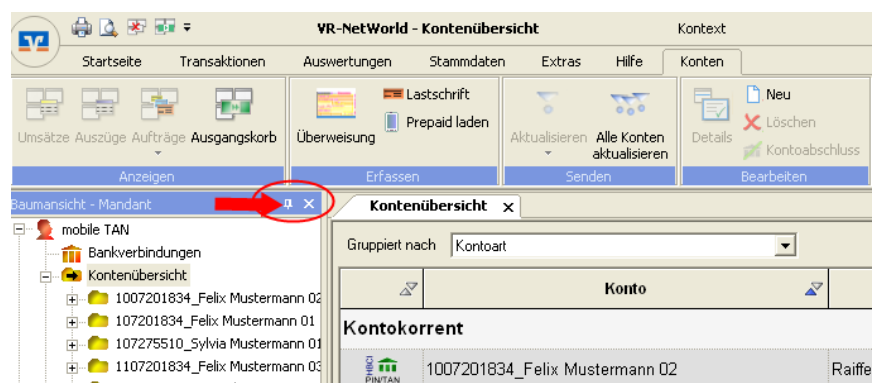 VR-NetWorld - Kontenübersicht Kontext
Startseite Transaktionen Auswertungen Stammdaten Extras Hilfe Konten
Umsätze Auszüge Aufträge Ausgangskorb
Anzeigen
Überweisung Lastschrift
Prepaid laden
Erfassen
Aktualisieren Alle Konten
aktualisieren
Senden
Details Neu
Löschen
Kontoabschluss
Bearbeiten
Baumansicht - Mandant
mobile TAN
Bankverbindungen
Kontenübersicht
1007201834_Felix Mustermann 02
107201834_Felix Mustermann 01
107275510_Sylvia Mustermann 01
1107201834_Felix Mustermann 03
Kontenübersicht
Gruppiert nach Kontoart
Konto
Kontokorrent
HBCI
PIN/TAN
1007201834_Felix Mustermann 02 Raiffe